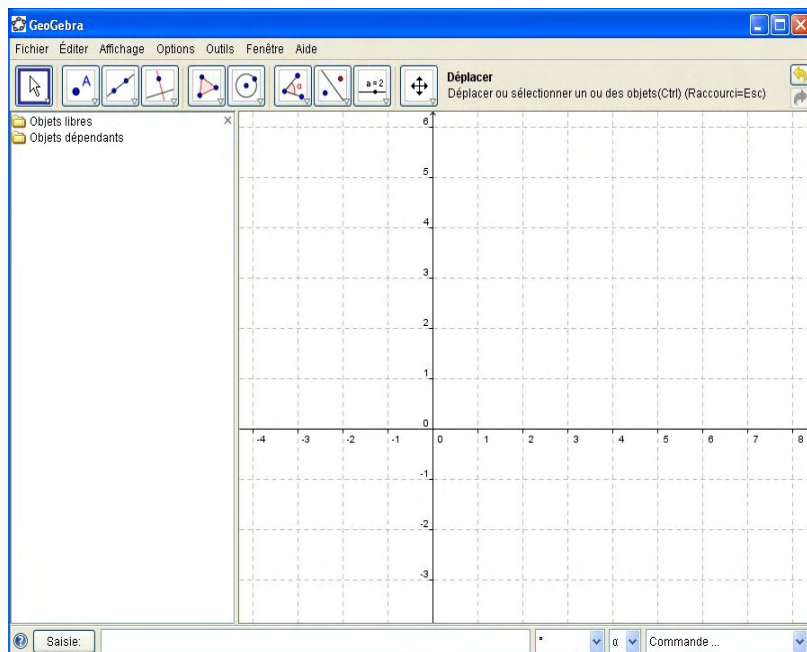 GeoGebra
Fichier Éditer Affichage Options Outils Fenêtre Aide
A
α
a=2
Déplacer
Déplacer ou sélectionner un ou des objets(Ctrl) (Raccourci=Esc)
Objets libres
Objets dépendants
6
5
4
3
2
1
0
-4 -3 -2 -1 0 1 2 3 4 5 6 7 8
-1
-2
-3
Saisie: α Commande ...